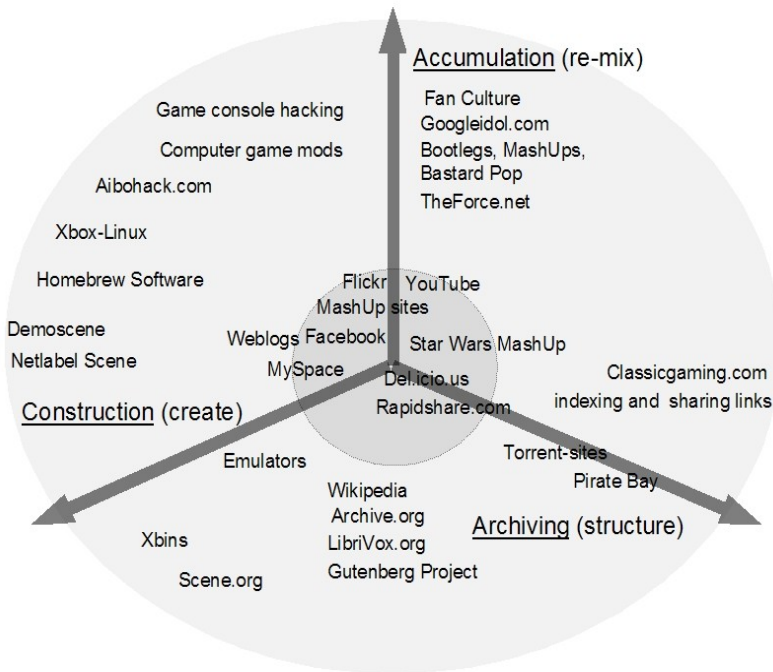 Accumulation (re-mix)
Fan Culture
Googleidol.com
Bootlegs, MashUps,
Bastard Pop
TheForce.net
Game console hacking
Computer game mods
Aibohack.com
Xbox-Linux
Homebrew Software
Demoscene
Netlabel Scene
Construction (create)
Flickr
YouTube
MashUp sites
Weblogs
Facebook
Star Wars MashUp
MySpace
Del.icio.us
Rapidshare.com
Classicgaming.com
indexing and sharing links
Torrent-sites
Pirate Bay
Archiving (structure)
Emulators
Wikipedia
Archive.org
LibriVox.org
Gutenberg Project
Xbins
Scene.org